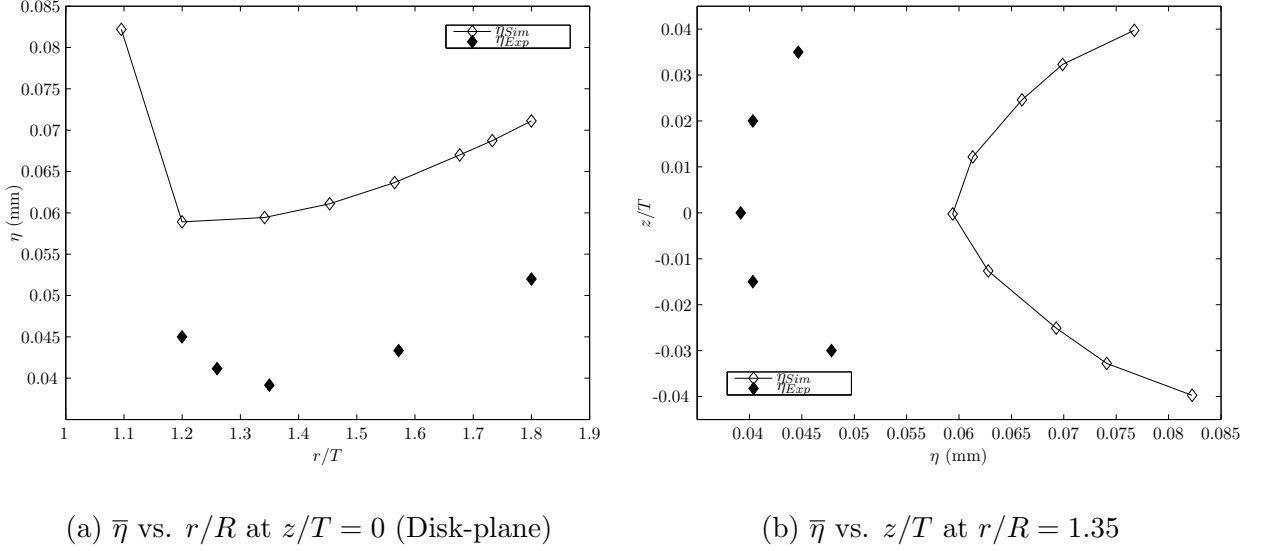 0.085
0.08
0.075
0.07
0.065
0.06
0.055
0.05
0.045
0.04
η (mm)
1 1.1 1.2 1.3 1.4 1.5 1.6 1.7 1.8 1.9
r/T
η_Sim
η_Exp
(a) η̅ vs. r/R at z/T = 0 (Disk-plane)
0.04
0.03
0.02
0.01
0
-0.01
-0.02
-0.03
-0.04
z/T
0.04 0.045 0.05 0.055 0.06 0.065 0.07 0.075 0.08 0.085
η (mm)
η_Sim
η_Exp
(b) η̅ vs. z/T at r/R = 1.35